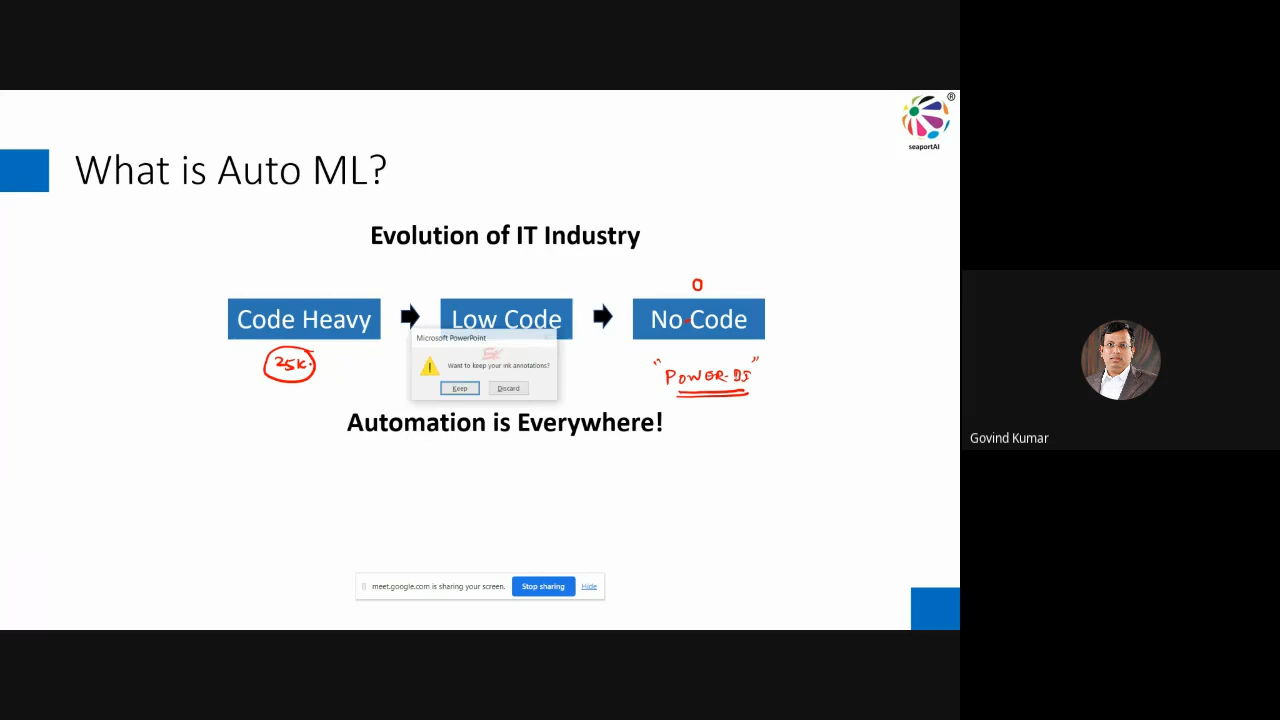 ®
seaportAI
What is Auto ML?
Evolution of IT Industry
0
Code Heavy
Low Code
No-Code
Microsoft PowerPoint
25K.
5K
Want to keep your ink annotations?
Keep
Discard
"POWER-DS"
Automation is Everywhere!
Govind Kumar
meet.google.com is sharing your screen.
Stop sharing
Hide